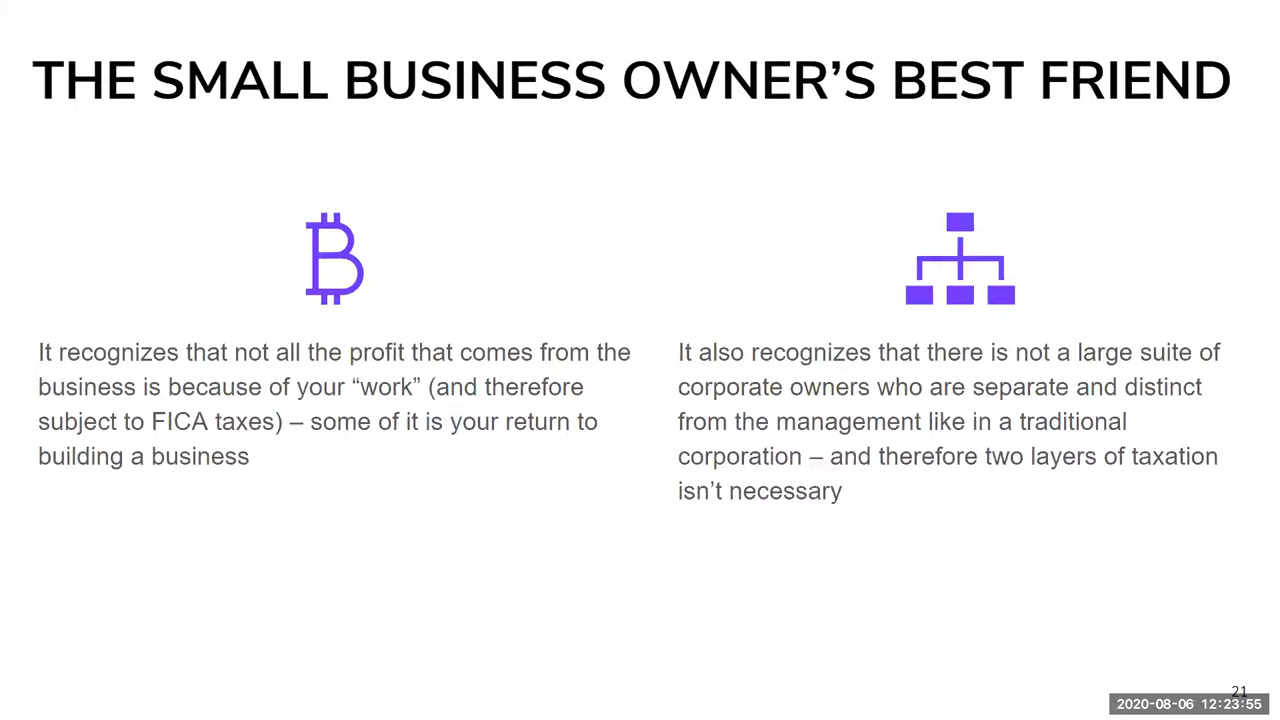 THE SMALL BUSINESS OWNER’S BEST FRIEND
It recognizes that not all the profit that comes from the
business is because of your “work” (and therefore
subject to FICA taxes) – some of it is your return to
building a business
It also recognizes that there is not a large suite of
corporate owners who are separate and distinct
from the management like in a traditional
corporation – and therefore two layers of taxation
isn’t necessary
21
2020-08-06 12:23:55